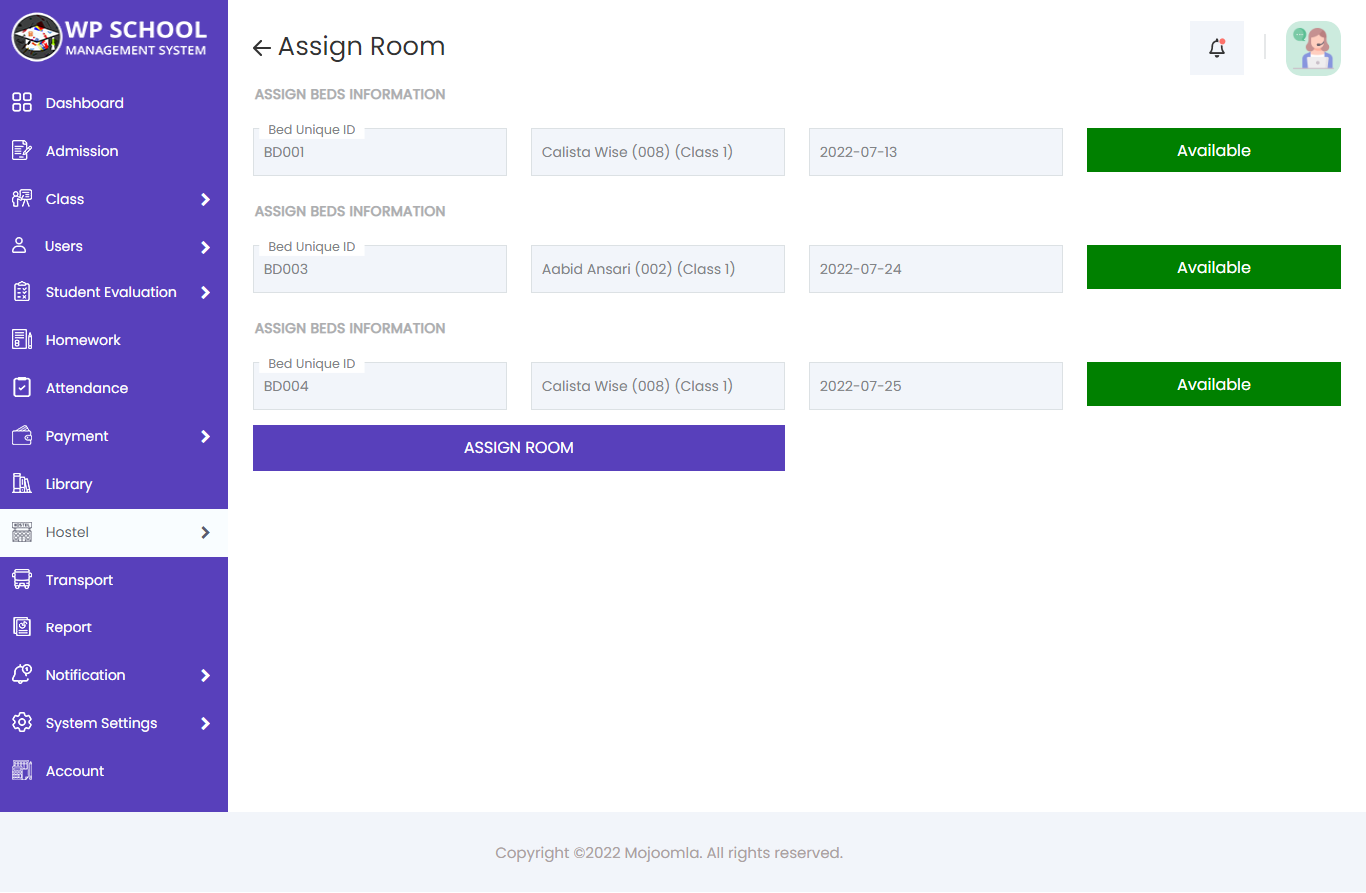 WP SCHOOL
MANAGEMENT SYSTEM
Dashboard
Admission
Class
Users
Student Evaluation
Homework
Attendance
Payment
Library
HOSTEL
Hostel
Transport
Report
Notification
System Settings
Account
Assign Room
ASSIGN BEDS INFORMATION
Bed Unique ID
BD001 Calista Wise (008) (Class 1) 2022-07-13 Available
ASSIGN BEDS INFORMATION
Bed Unique ID
BD003 Aabid Ansari (002) (Class 1) 2022-07-24 Available
ASSIGN BEDS INFORMATION
Bed Unique ID
BD004 Calista Wise (008) (Class 1) 2022-07-25 Available
ASSIGN ROOM
Copyright ©2022 Mojoomla. All rights reserved.